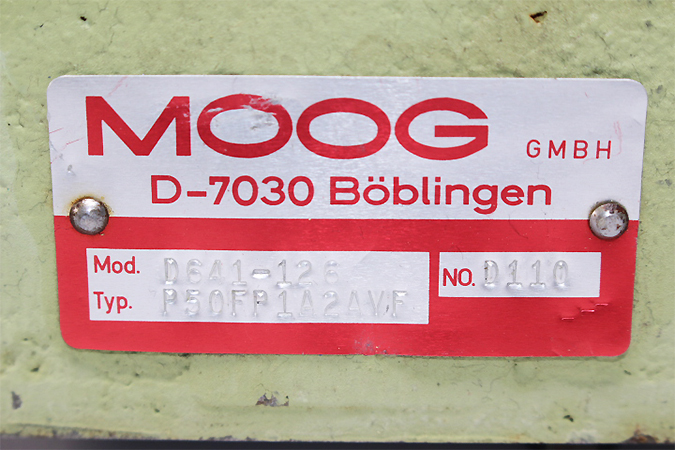 MOOG GMBH
D-7030 Böblingen
Mod. D641-126
Typ. P50FP1A2AVF
NO. D110